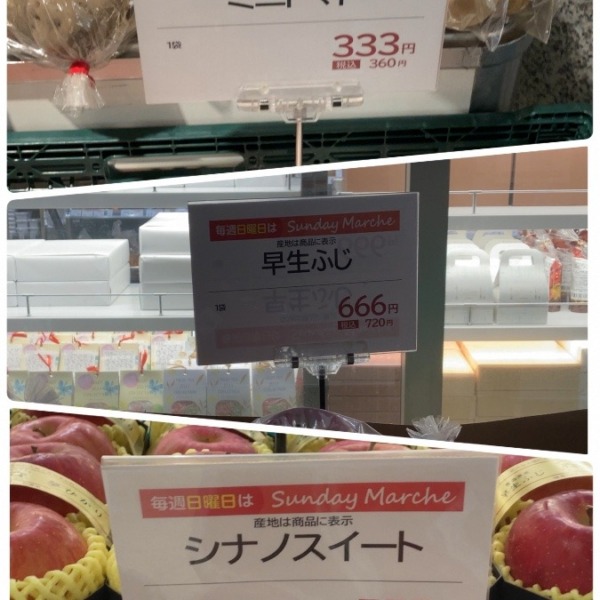 1袋
333円
税込 360円
毎週日曜日は Sunday Marche
産地は商品に表示
早生ふじ
1袋
666円
税込 720円
毎週日曜日は Sunday Marche
産地は商品に表示
シナノスイート